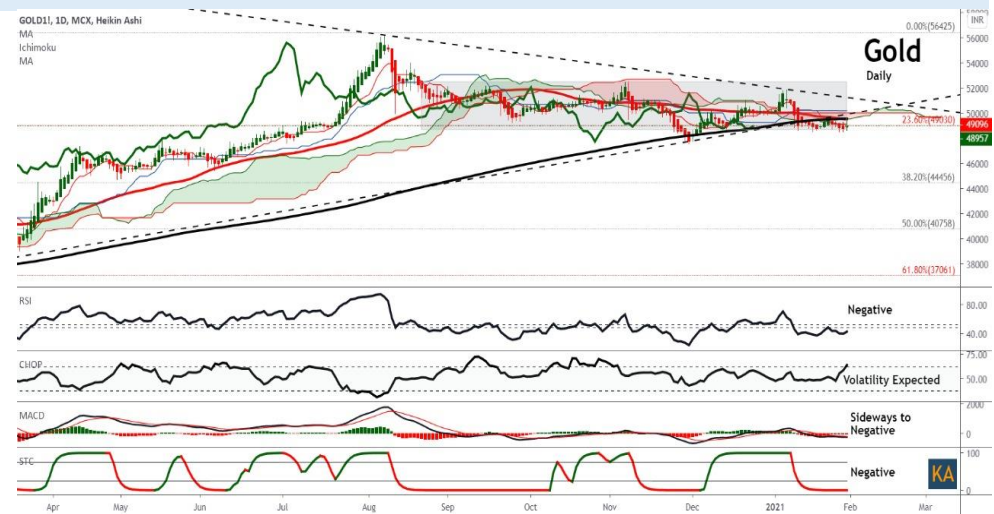 GOLD1!, 1D, MCX, Heikin Ashi
MA
Ichimoku
MA
INR
Gold
Daily
0.00%(56425)
23.60%(49030)
38.20%(44456)
50.00%(40758)
61.80%(37061)
56000
52000
50000
49096
48957
46000
44000
42000
40000
38000
RSI
Negative
80.00
40.00
CHOP
Volatility Expected
75.00
50.00
MACD
Sideways to
Negative
2000
0
STC
Negative
KA
100
0
Apr May Jun Jul Aug Sep Oct Nov Dec 2021 Feb Mar